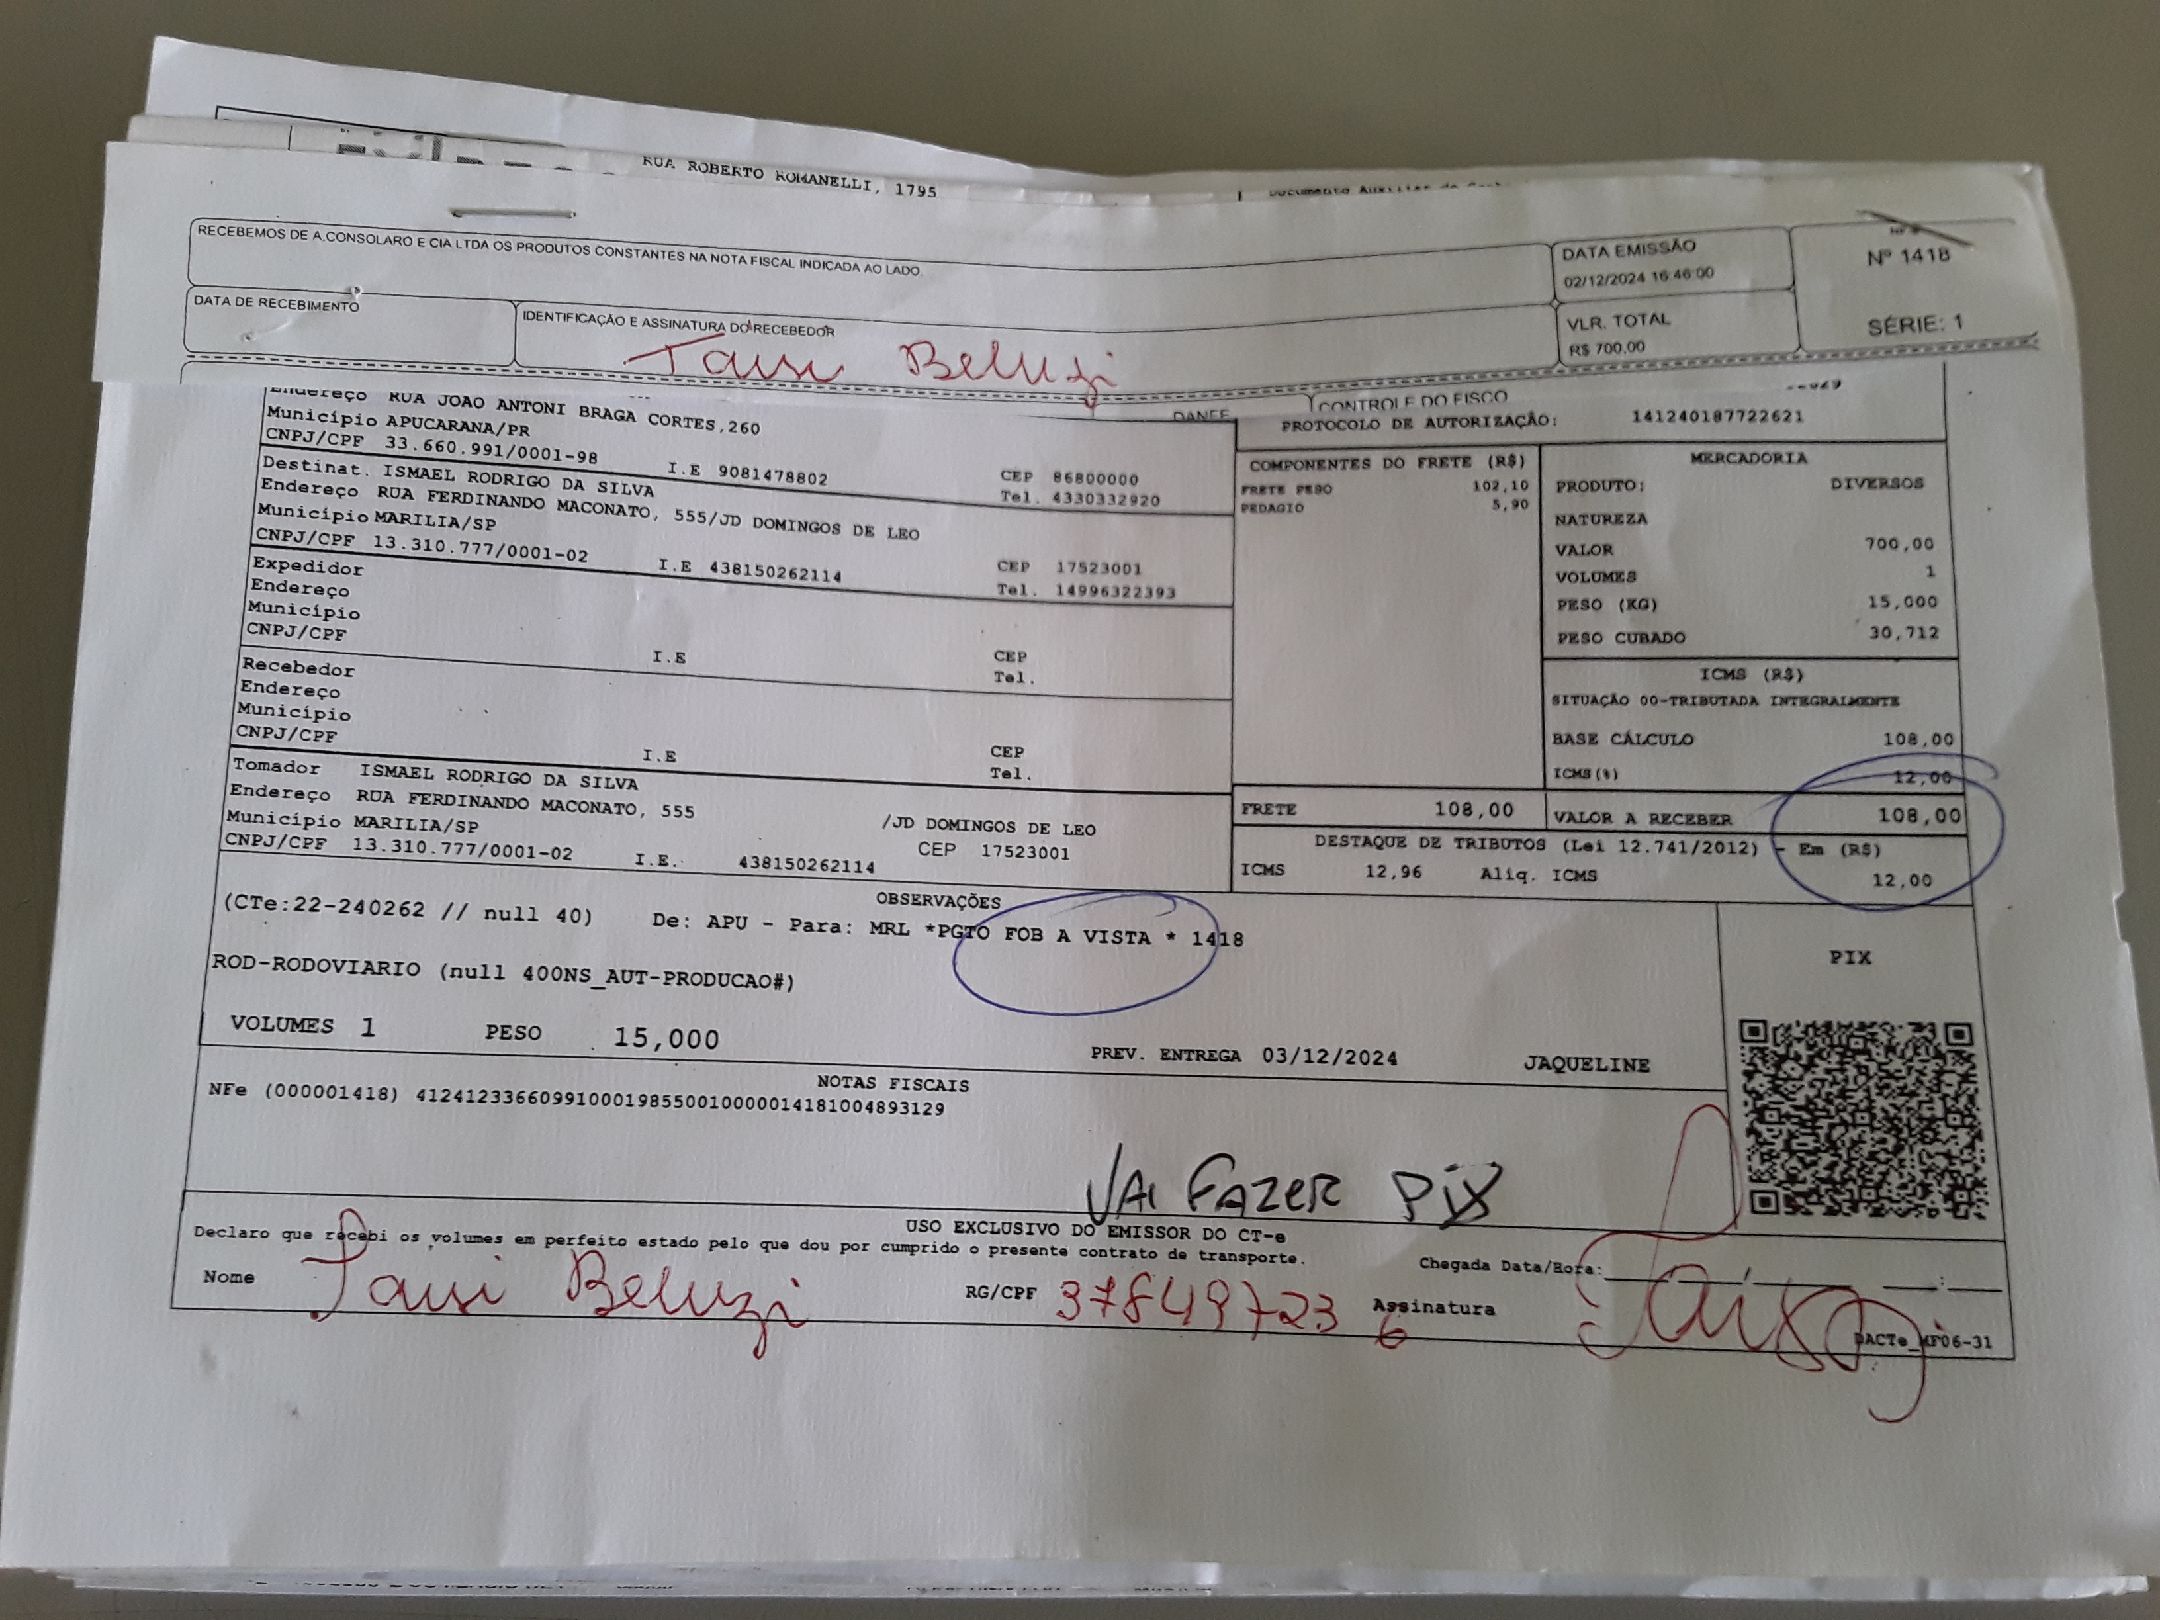 RUA ROBERTO ROMANELLI, 1795
RECEBEMOS DE A.CONSOLARO E CIA LTDA OS PRODUTOS CONSTANTES NA NOTA FISCAL INDICADA AO LADO.
DATA EMISSÃO
02/12/2024 16:46:00
Nº 1418
DATA DE RECEBIMENTO
IDENTIFICAÇÃO E ASSINATURA DO RECEBEDOR
VLR. TOTAL
R$ 700,00
SÉRIE: 1
Taisi Beluzi
DANFE
CONTROLE DO FISCO
Endereço RUA JOAO ANTONI BRAGA CORTES,260
Município APUCARANA/PR
CNPJ/CPF 33.660.991/0001-98 I.E 9081478802 CEP 86800000
Tel. 4330332920
Destinat. ISMAEL RODRIGO DA SILVA
Endereço RUA FERDINANDO MACONATO, 555/JD DOMINGOS DE LEO
Município MARILIA/SP
CNPJ/CPF 13.310.777/0001-02 I.E 438150262114 CEP 17523001
Tel. 14996322393
Expedidor
Endereço
Município
CNPJ/CPF I.E CEP
Tel.
Recebedor
Endereço
Município
CNPJ/CPF I.E CEP
Tel.
Tomador ISMAEL RODRIGO DA SILVA
Endereço RUA FERDINANDO MACONATO, 555 /JD DOMINGOS DE LEO
Município MARILIA/SP CEP 17523001
CNPJ/CPF 13.310.777/0001-02 I.E. 438150262114
PROTOCOLO DE AUTORIZAÇÃO: 141240187722621
COMPONENTES DO FRETE (R$)
FRETE PESO 102,10
PEDAGIO 5,90
MERCADORIA
PRODUTO: DIVERSOS
NATUREZA
VALOR 700,00
VOLUMES 1
PESO (KG) 15,000
PESO CUBADO 30,712
ICMS (R$)
SITUAÇÃO 00-TRIBUTADA INTEGRALMENTE
BASE CÁLCULO 108,00
ICMS(%) 12,00
FRETE 108,00
VALOR A RECEBER 108,00
DESTAQUE DE TRIBUTOS (Lei 12.741/2012) - Em (R$)
ICMS 12,96 Aliq. ICMS 12,00
OBSERVAÇÕES
(CTe:22-240262 // null 40) De: APU - Para: MRL *PGTO FOB A VISTA * 1418
ROD-RODOVIARIO (null 400NS_AUT-PRODUCAO#)
VOLUMES 1 PESO 15,000
PREV. ENTREGA 03/12/2024 JAQUELINE
PIX
NOTAS FISCAIS
NFe (000001418) 41241233660991000198550010000014181004893129
VAI FAZER PIX
USO EXCLUSIVO DO EMISSOR DO CT-e
Declaro que recebi os volumes em perfeito estado pelo que dou por cumprido o presente contrato de transporte.
Chegada Data/Hora:
Nome Taisi Beluzi RG/CPF 378497236 Assinatura Taisi
DACTe_MF06-31